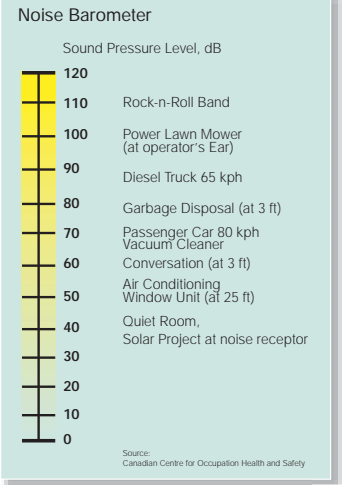 Noise Barometer
Sound Pressure Level, dB
120
110 Rock-n-Roll Band
100 Power Lawn Mower
(at operator's Ear)
90
Diesel Truck 65 kph
80 Garbage Disposal (at 3 ft)
70 Passenger Car 80 kph
Vacuum Cleaner
60 Conversation (at 3 ft)
Air Conditioning
50 Window Unit (at 25 ft)
40 Quiet Room,
Solar Project at noise receptor
30
20
10
0
Source:
Canadian Centre for Occupation Health and Safety